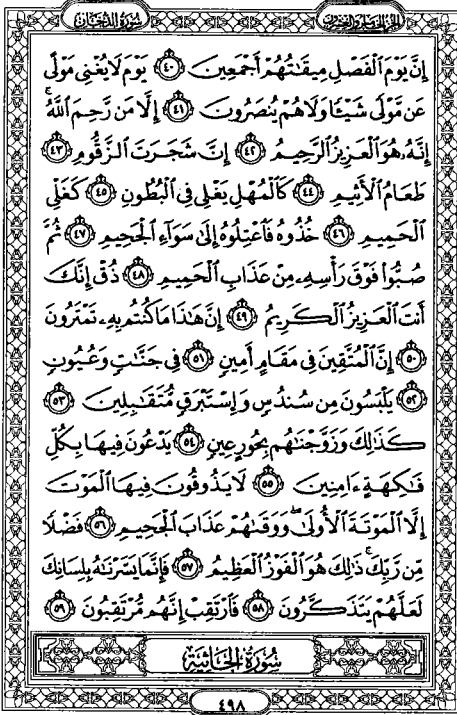 الجزء الخامس والعشرون
سُورَةُ الدُّخَانِ
إِنَّ يَوْمَ ٱلْفَصْلِ مِيقَٰتُهُمْ أَجْمَعِينَ ٤٠ يَوْمَ لَا يُغْنِى مَوْلًى
عَن مَّوْلًى شَيْـًٔا وَلَا هُمْ يُنصَرُونَ ٤١ إِلَّا مَن رَّحِمَ ٱللَّهُ ۚ
إِنَّهُۥ هُوَ ٱلْعَزِيزُ ٱلرَّحِيمُ ٤٢ إِنَّ شَجَرَتَ ٱلزَّقُّومِ ٤٣
طَعَامُ ٱلْأَثِيمِ ٤٤ كَٱلْمُهْلِ يَغْلِى فِى ٱلْبُطُونِ ٤٥ كَغَلْىِ
ٱلْحَمِيمِ ٤٦ خُذُوهُ فَٱعْتِلُوهُ إِلَىٰ سَوَآءِ ٱلْجَحِيمِ ٤٧ ثُمَّ
صُبُّوا۟ فَوْقَ رَأْسِهِۦ مِنْ عَذَابِ ٱلْحَمِيمِ ٤٨ ذُقْ إِنَّكَ
أَنتَ ٱلْعَزِيزُ ٱلْكَرِيمُ ٤٩ إِنَّ هَٰذَا مَا كُنتُم بِهِۦ تَمْتَرُونَ
٥٠ إِنَّ ٱلْمُتَّقِينَ فِى مَقَامٍ أَمِينٍ ٥١ فِى جَنَّٰتٍ وَعُيُونٍ
٥٢ يَلْبَسُونَ مِن سُندُسٍ وَإِسْتَبْرَقٍ مُّتَقَٰبِلِينَ ٥٣
كَذَٰلِكَ وَزَوَّجْنَٰهُم بِحُورٍ عِينٍ ٥٤ يَدْعُونَ فِيهَا بِكُلِّ
فَٰكِهَةٍ ءَامِنِينَ ٥٥ لَا يَذُوقُونَ فِيهَا ٱلْمَوْتَ
إِلَّا ٱلْمَوْتَةَ ٱلْأُولَىٰ ۖ وَوَقَىٰهُمْ عَذَابَ ٱلْجَحِيمِ ٥٦ فَضْلًا
مِّن رَّبِّكَ ۚ ذَٰلِكَ هُوَ ٱلْفَوْزُ ٱلْعَظِيمُ ٥٧ فَإِنَّمَا يَسَّرْنَٰهُ بِلِسَانِكَ
لَعَلَّهُمْ يَتَذَكَّرُونَ ٥٨ فَٱرْتَقِبْ إِنَّهُم مُّرْتَقِبُونَ ٥٩
سُورَةُ الْجَاثِيَةِ
٤٩٨